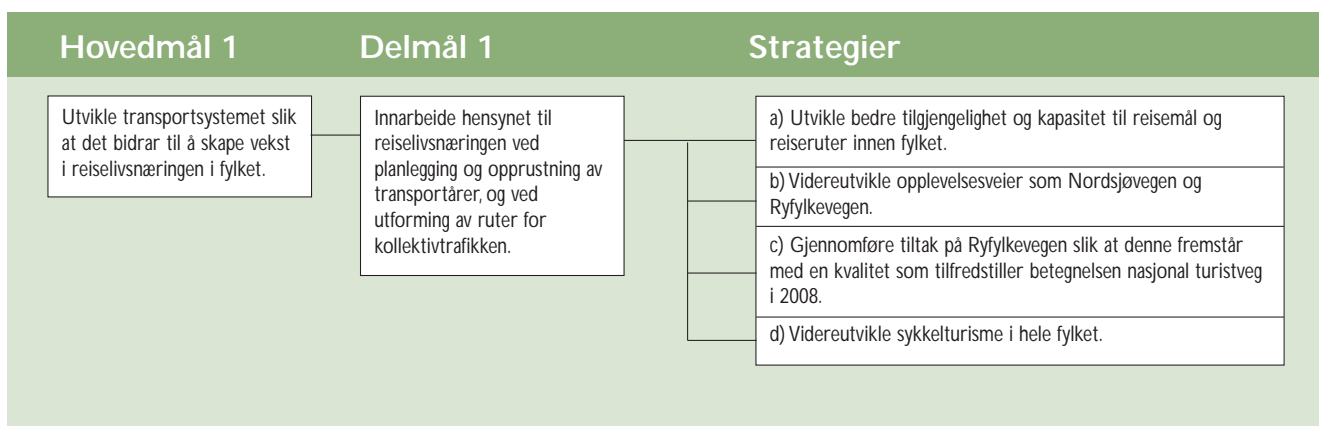 Hovedmål 1
Delmål 1
Strategier
Utvikle transportsystemet slik
at det bidrar til å skape vekst
i reiselivsnæringen i fylket.
Innarbeide hensynet til
reiselivsnæringen ved
planlegging og opprustning av
transportårer, og ved
utforming av ruter for
kollektivtrafikken.
a) Utvikle bedre tilgjengelighet og kapasitet til reisemål og
reiseruter innen fylket.
b) Videreutvikle opplevelsesveier som Nordsjøvegen og
Ryfylkevegen.
c) Gjennomføre tiltak på Ryfylkevegen slik at denne fremstår
med en kvalitet som tilfredstiller betegnelsen nasjonal turistveg
i 2008.
d) Videreutvikle sykkelturisme i hele fylket.